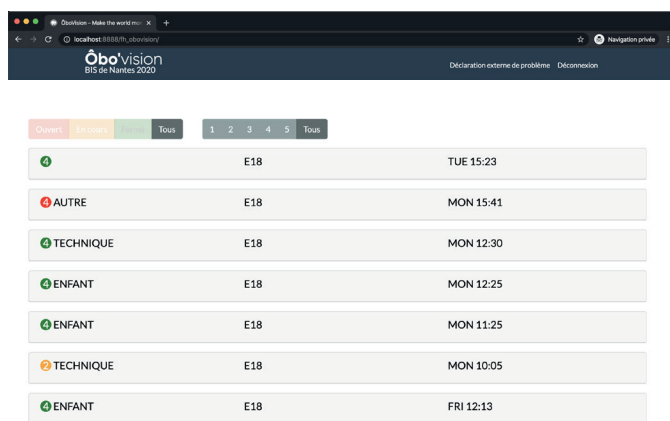 ÔboVision – Make the world mor
localhost:8888/fh_obovision/
Navigation privée
Ôbo'vision
BIS de Nantes 2020
Déclaration externe de problème Déconnexion
Ouvert En cours Fermé Tous 1 2 3 4 5 Tous
4 E18 TUE 15:23
4 AUTRE E18 MON 15:41
4 TECHNIQUE E18 MON 12:30
4 ENFANT E18 MON 12:25
4 ENFANT E18 MON 11:25
2 TECHNIQUE E18 MON 10:05
4 ENFANT E18 FRI 12:13